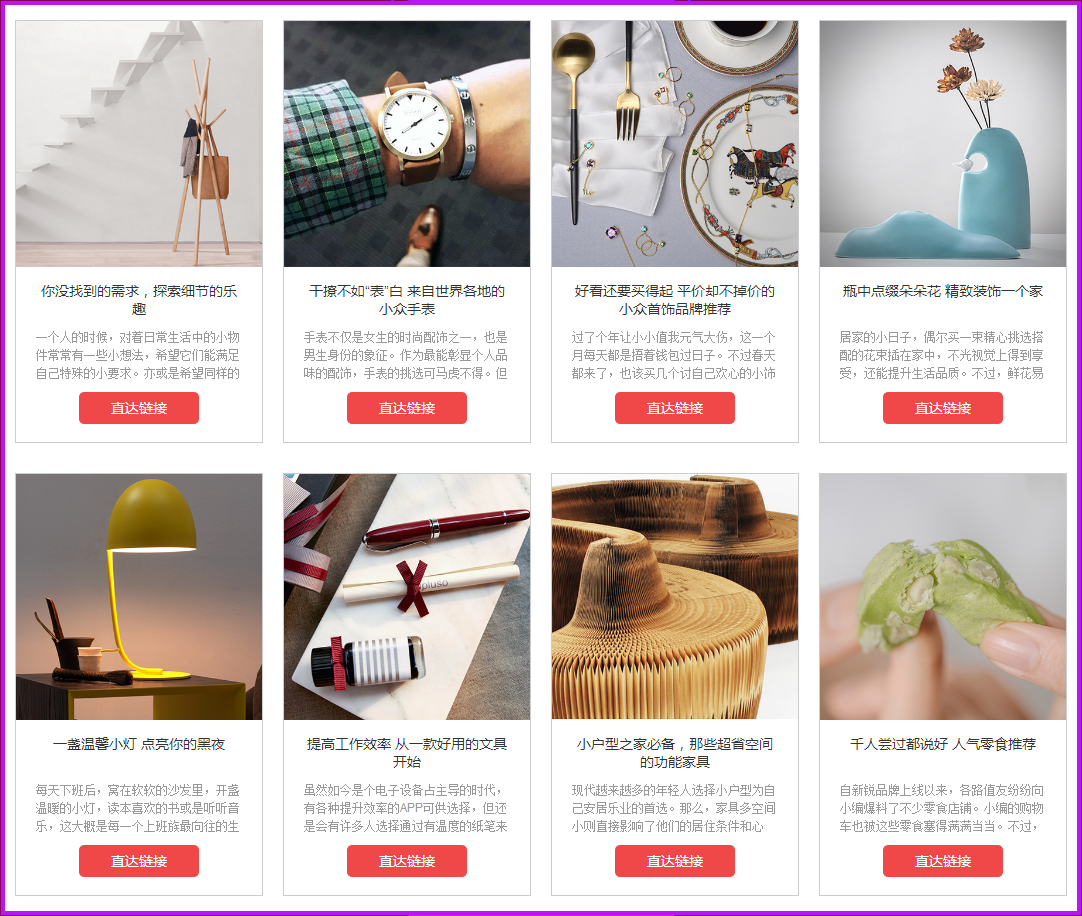 你没找到的需求，探索细节的乐
趣
一个人的时候，对着日常生活中的小物
件常常有一些小想法，希望它们能满足
自己特殊的小要求。亦或是希望同样的
直达链接
干撩不如“表”白 来自世界各地的
小众手表
手表不仅是女生的时尚配饰之一，也是
男生身份的象征。作为最能彰显个人品
味的配饰，手表的挑选可马虎不得。但
直达链接
好看还要买得起 平价却不掉价的
小众首饰品牌推荐
过了个年让小小值我元气大伤，这一个
月每天都是捂着钱包过日子。不过春天
都来了，也该买几个讨自己欢心的小饰
直达链接
瓶中点缀朵朵花 精致装饰一个家
居家的小日子，偶尔买一束精心挑选搭
配的花束插在家中，不光视觉上得到享
受，还能提升生活品质。不过，鲜花易
直达链接
一盏温馨小灯 点亮你的黑夜
每天下班后，窝在软软的沙发里，开盏
温暖的小灯，读本喜欢的书或是听听音
乐，这大概是每一个上班族最向往的生
直达链接
piuso
提高工作效率 从一款好用的文具
开始
虽然如今是个电子设备占主导的时代，
有各种提升效率的APP可供选择，但还
是会有许多人选择通过有温度的纸笔来
直达链接
小户型之家必备，那些超省空间
的功能家具
现代越来越多的年轻人选择小户型为自
己安居乐业的首选。那么，家具多空间
小则直接影响了他们的居住条件和心
直达链接
千人尝过都说好 人气零食推荐
自新锐品牌上线以来，各路值友纷纷向
小编爆料了不少零食店铺。小编的购物
车也被这些零食塞得满满当当。不过，
直达链接